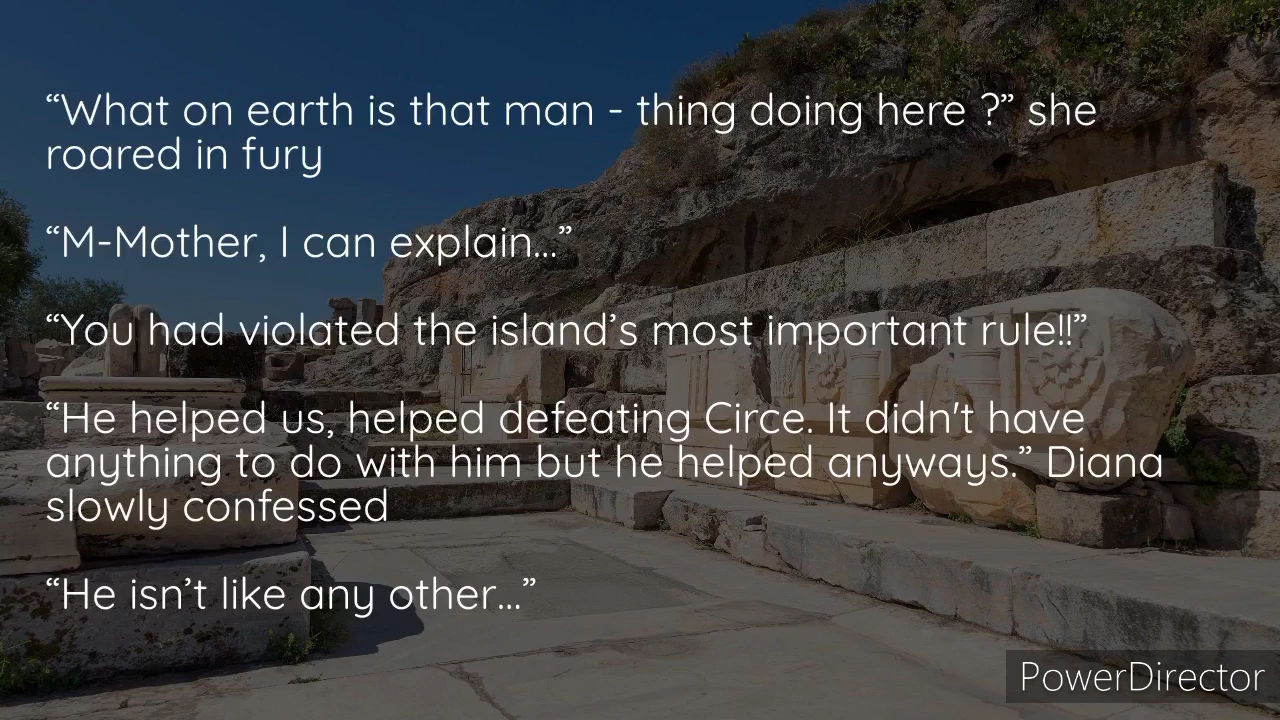 “What on earth is that man - thing doing here ?” she
roared in fury
“M-Mother, I can explain...”
“You had violated the island’s most important rule!!”
“He helped us, helped defeating Circe. It didn't have
anything to do with him but he helped anyways.” Diana
slowly confessed
“He isn’t like any other...”
PowerDirector